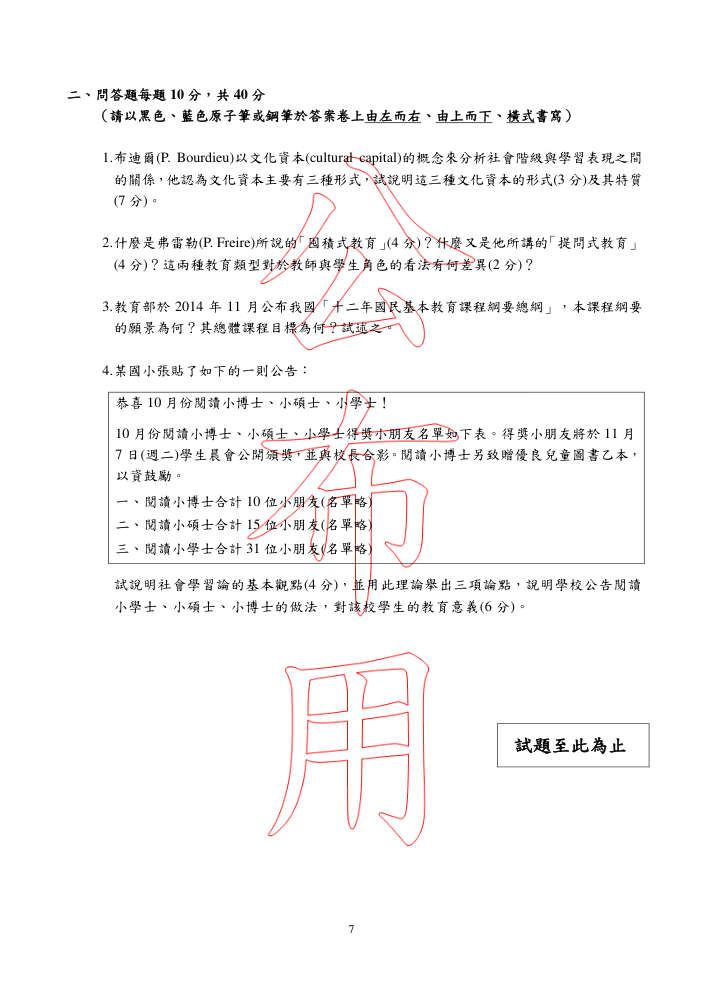 二、問答題每題 10 分，共 40 分
（請以黑色、藍色原子筆或鋼筆於答案卷上由左而右、由上而下、橫式書寫）
1.布迪爾(P. Bourdieu)以文化資本(cultural capital)的概念來分析社會階級與學習表現之間
的關係，他認為文化資本主要有三種形式，試說明這三種文化資本的形式(3 分)及其特質
(7 分)。
2.什麼是弗雷勒(P. Freire)所說的「囤積式教育」(4 分)？什麼又是他所講的「提問式教育」
(4 分)？這兩種教育類型對於教師與學生角色的看法有何差異(2 分)？
3.教育部於 2014 年 11 月公布我國「十二年國民基本教育課程綱要總綱」，本課程綱要
的願景為何？其總體課程目標為何？試述之。
4.某國小張貼了如下的一則公告：
恭喜 10 月份閱讀小博士、小碩士、小學士！
10 月份閱讀小博士、小碩士、小學士得獎小朋友名單如下表。得獎小朋友將於 11 月
7 日(週二)學生晨會公開頒獎，並與校長合影。閱讀小博士另致贈優良兒童圖書乙本，
以資鼓勵。
一、閱讀小博士合計 10 位小朋友(名單略)
二、閱讀小碩士合計 15 位小朋友(名單略)
三、閱讀小學士合計 31 位小朋友(名單略)
試說明社會學習論的基本觀點(4 分)，並用此理論舉出三項論點，說明學校公告閱讀
小學士、小碩士、小博士的做法，對該校學生的教育意義(6 分)。
公
布
用
試題至此為止
7